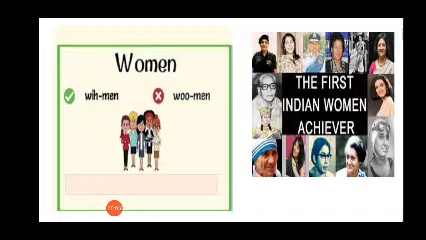 Women
wih-men
woo-men
THE FIRST
INDIAN WOMEN
ACHIEVER